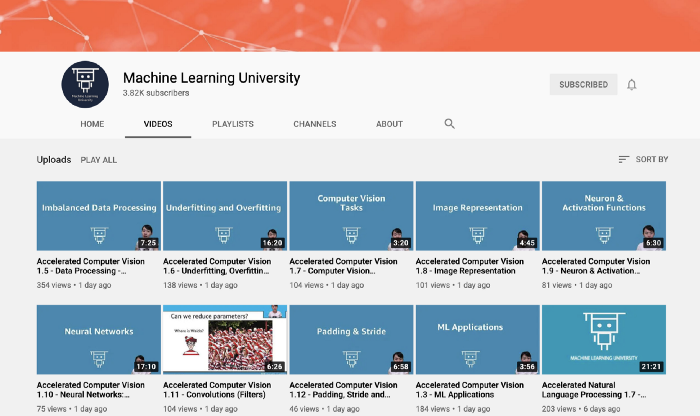 Machine Learning University
3.82K subscribers
SUBSCRIBED
HOME VIDEOS PLAYLISTS CHANNELS ABOUT
Uploads PLAY ALL SORT BY
Imbalanced Data Processing
7:25
Underfitting and Overfitting
16:20
Computer Vision
Tasks
3:20
Image Representation
4:45
Neuron &
Activation Functions
6:30
Accelerated Computer Vision
1.5 - Data Processing -...
354 views • 1 day ago
Accelerated Computer Vision
1.6 - Underfitting, Overfittin...
138 views • 1 day ago
Accelerated Computer Vision
1.7 - Computer Vision...
104 views • 1 day ago
Accelerated Computer Vision
1.8 - Image Representation
101 views • 1 day ago
Accelerated Computer Vision
1.9 - Neuron & Activation...
81 views • 1 day ago
Neural Networks
17:10
Can we reduce parameters?
Where is Waldo?
6:26
Padding & Stride
6:58
ML Applications
3:56
MACHINE LEARNING UNIVERSITY
21:21
Accelerated Computer Vision
1.10 - Neural Networks:...
75 views • 1 day ago
Accelerated Computer Vision
1.11 - Convolutions (Filters)
104 views • 1 day ago
Accelerated Computer Vision
1.12 - Padding, Stride and...
46 views • 1 day ago
Accelerated Computer Vision
1.3 - ML Applications
184 views • 1 day ago
Accelerated Natural
Language Processing 1.7 -...
203 views • 6 days ago